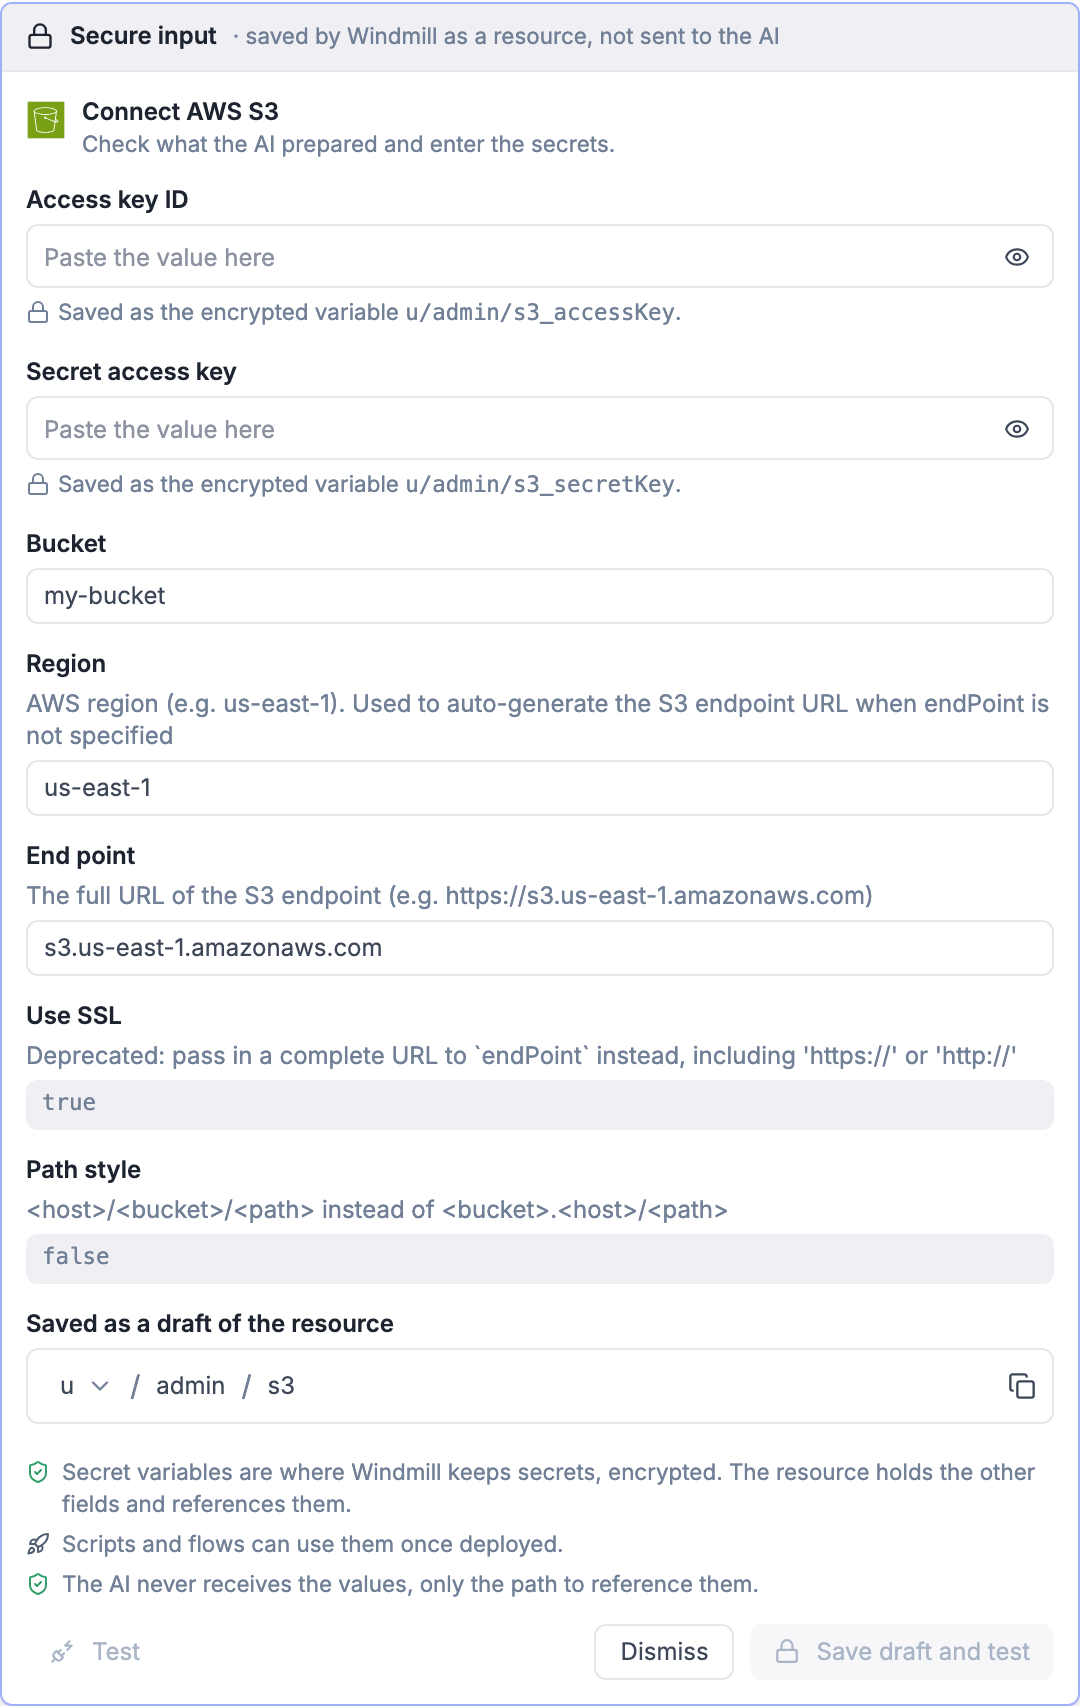 Secure input · saved by Windmill as a resource, not sent to the AI
Connect AWS S3
Check what the AI prepared and enter the secrets.
Access key ID
Paste the value here
Saved as the encrypted variable u/admin/s3_accessKey.
Secret access key
Paste the value here
Saved as the encrypted variable u/admin/s3_secretKey.
Bucket
my-bucket
Region
AWS region (e.g. us-east-1). Used to auto-generate the S3 endpoint URL when endPoint is
not specified
us-east-1
End point
The full URL of the S3 endpoint (e.g. https://s3.us-east-1.amazonaws.com)
s3.us-east-1.amazonaws.com
Use SSL
Deprecated: pass in a complete URL to `endPoint` instead, including 'https://' or 'http://'
true
Path style
<host>/<bucket>/<path> instead of <bucket>.<host>/<path>
false
Saved as a draft of the resource
u / admin / s3
Secret variables are where Windmill keeps secrets, encrypted. The resource holds the other
fields and references them.
Scripts and flows can use them once deployed.
The AI never receives the values, only the path to reference them.
Test Dismiss Save draft and test